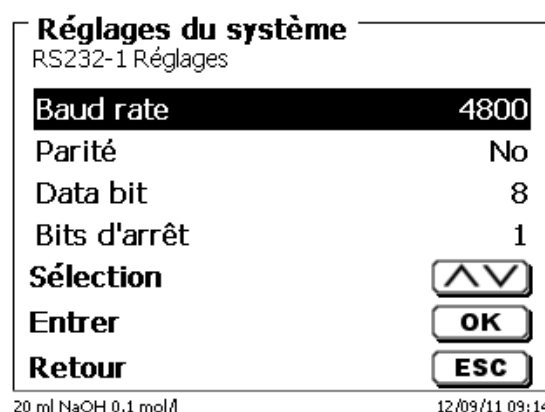 Réglages du système
RS232-1 Réglages
Baud rate 4800
Parité No
Data bit 8
Bits d'arrêt 1
Sélection
Entrer OK
Retour ESC
20 ml NaOH 0.1 mol/l 12/09/11 09:14